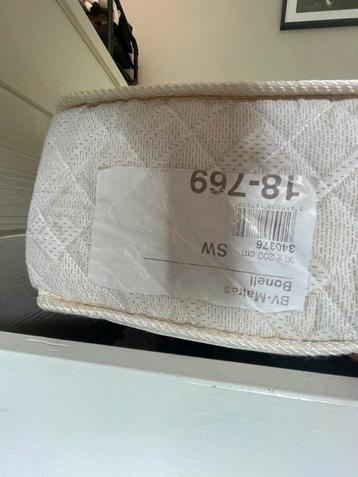 BV-Matras
Bonell
90 x 200 cm SW
340376
18-769